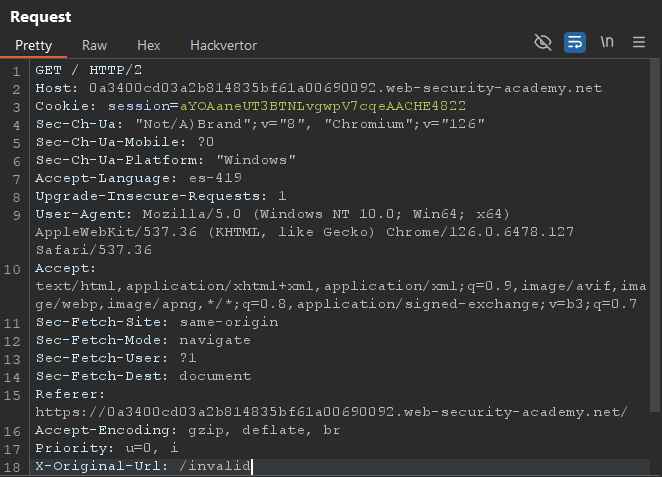 Request
Pretty Raw Hex Hackvertor
\n
1 GET / HTTP/2
2 Host: 0a3400cd03a2b814835bf61a00690092.web-security-academy.net
3 Cookie: session=aYOAaneUT3BTNLvgwpV7cqeAACHE4822
4 Sec-Ch-Ua: "Not/A)Brand";v="8", "Chromium";v="126"
5 Sec-Ch-Ua-Mobile: ?0
6 Sec-Ch-Ua-Platform: "Windows"
7 Accept-Language: es-419
8 Upgrade-Insecure-Requests: 1
9 User-Agent: Mozilla/5.0 (Windows NT 10.0; Win64; x64)
AppleWebKit/537.36 (KHTML, like Gecko) Chrome/126.0.6478.127
Safari/537.36
10 Accept:
text/html,application/xhtml+xml,application/xml;q=0.9,image/avif,ima
ge/webp,image/apng,*/*;q=0.8,application/signed-exchange;v=b3;q=0.7
11 Sec-Fetch-Site: same-origin
12 Sec-Fetch-Mode: navigate
13 Sec-Fetch-User: ?1
14 Sec-Fetch-Dest: document
15 Referer:
https://0a3400cd03a2b814835bf61a00690092.web-security-academy.net/
16 Accept-Encoding: gzip, deflate, br
17 Priority: u=0, i
18 X-Original-Url: /invalid